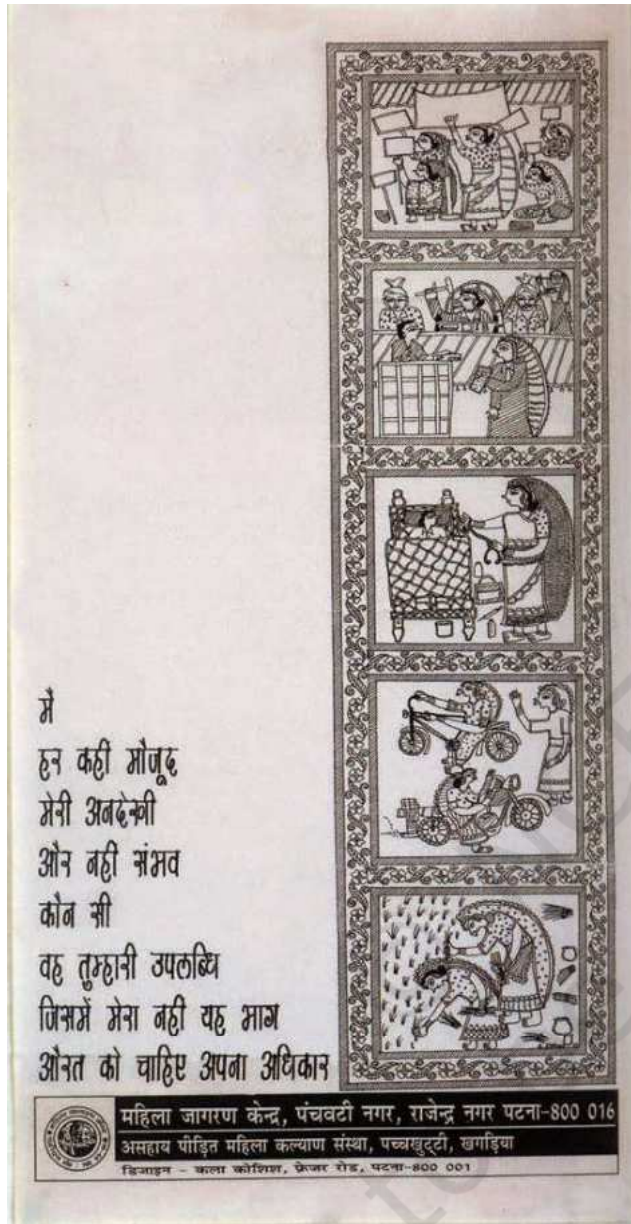 मैं
हर कहीं मौजूद
मेरी अनदेखी
और नहीं संभव
कौन सी
वह तुम्हारी उपलब्धि
जिसमें मेरा नहीं यह भाग
औरत को चाहिए अपना अधिकार
महिला जागरण केन्द्र, पंचवटी नगर, राजेन्द्र नगर पटना-800 016
असहाय पीड़ित महिला कल्याण संस्था, पच्चखुट्टी, खगड़िया
डिजाइन - कला कोशिश, फ्रेजर रोड, पटना-800 001